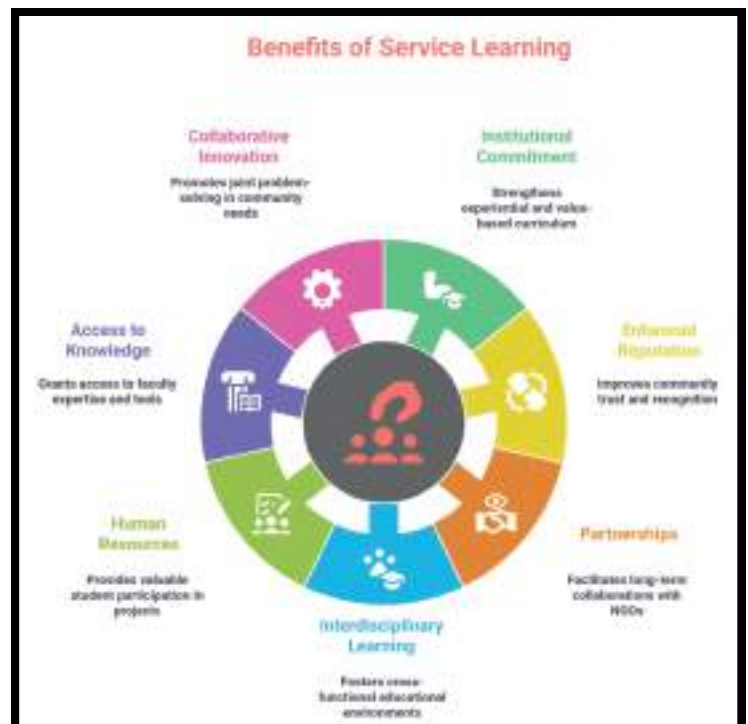 Benefits of Service Learning
Collaborative
Innovation
Promotes joint problem-
solving in community
needs
Institutional
Commitment
Strengthens
experiential and value-
based curriculum
Access to
Knowledge
Grants access to faculty
expertise and tools
Enhanced
Reputation
Improves community
trust and recognition
Human
Resources
Provides valuable
student participation in
projects
Partnerships
Facilitates long-term
collaborations with
NGOs
Interdisciplinary
Learning
Fosters cross-
functional educational
environments